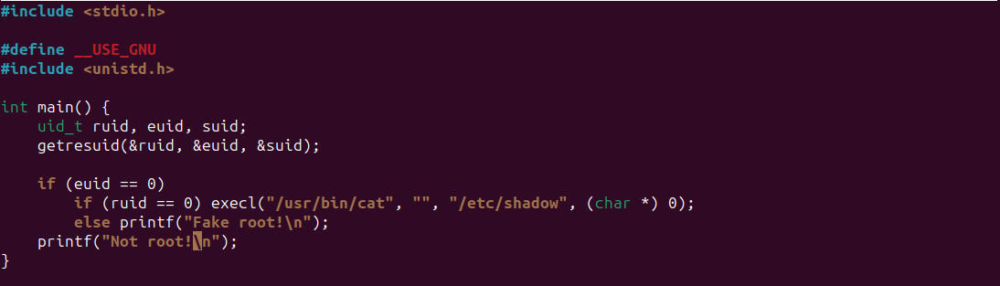 #include <stdio.h>
#define __USE_GNU
#include <unistd.h>
int main() {
    uid_t ruid, euid, suid;
    getresuid(&ruid, &euid, &suid);
    if (euid == 0)
        if (ruid == 0) execl("/usr/bin/cat", "", "/etc/shadow", (char *) 0);
        else printf("Fake root!\n");
    printf("Not root!\n");
}